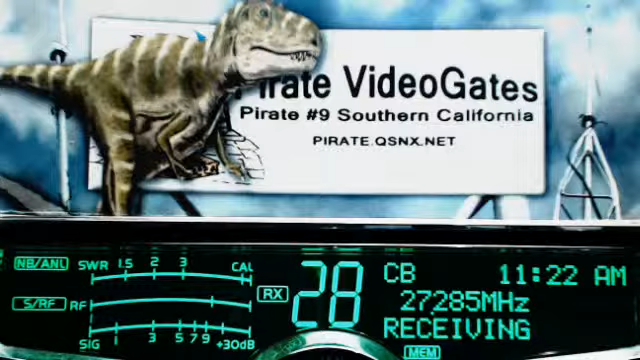 Pirate VideoGates
Pirate #9 Southern California
PIRATE.QSNX.NET
NB/ANL SWR 1.5 2 3 CAL
S/RF RF
SIG 1 3 5 7 9 +30dB
RX 28 CB 11:22 AM
27285MHz
RECEIVING
MEM